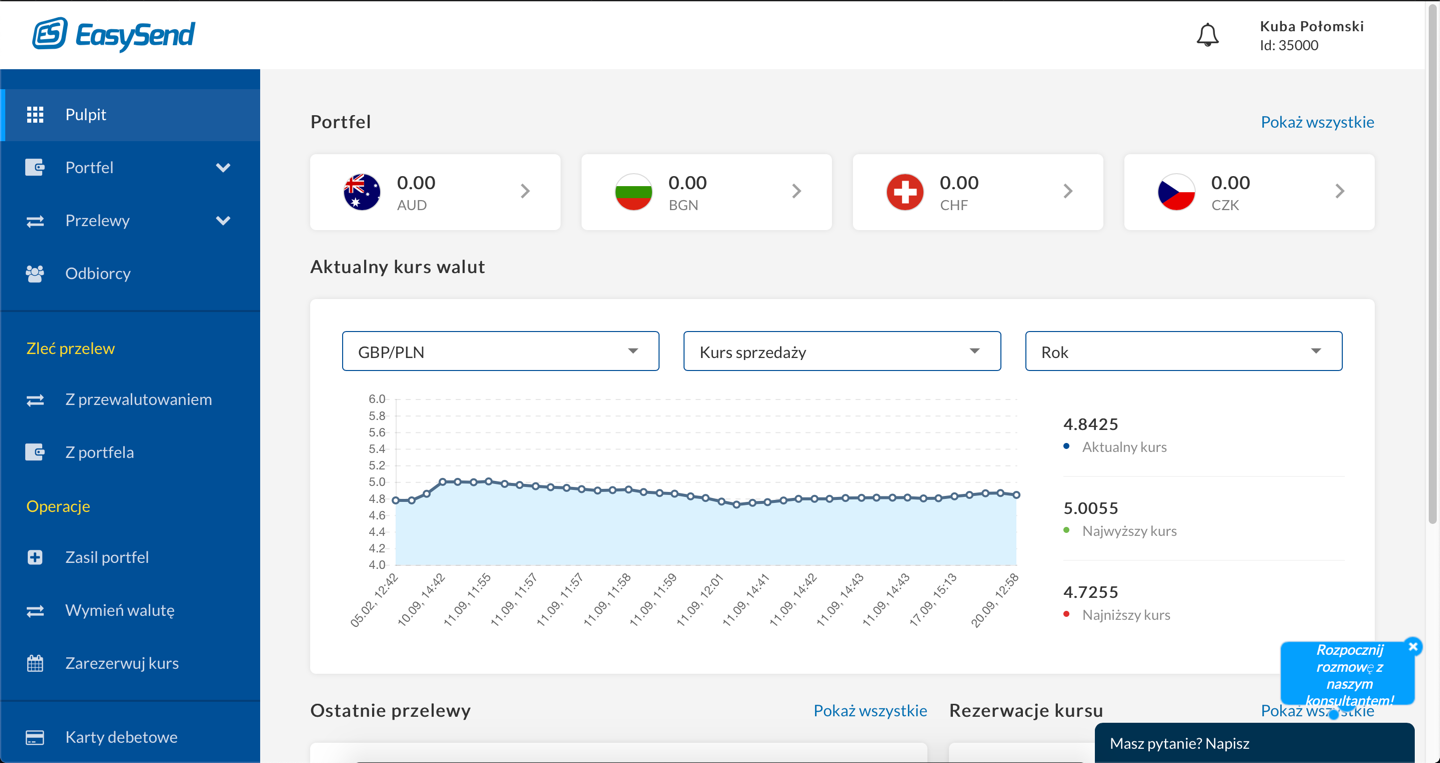 EasySend
Kuba Połomski
Id: 35000
Pulpit
Portfel
Przelewy
Odbiorcy
Zleć przelew
Z przewalutowaniem
Z portfela
Operacje
Zasil portfel
Wymień walutę
Zarezerwuj kurs
Karty debetowe
Portfel
Pokaż wszystkie
0.00
AUD
0.00
BGN
0.00
CHF
0.00
CZK
Aktualny kurs walut
GBP/PLN
Kurs sprzedaży
Rok
6.0
5.8
5.6
5.4
5.2
5.0
4.8
4.6
4.4
4.2
4.0
05.02, 12:42
10.09, 14:42
11.09, 11:55
11.09, 11:57
11.09, 11:57
11.09, 11:58
11.09, 11:59
11.09, 12:01
11.09, 14:41
11.09, 14:42
11.09, 14:43
11.09, 14:43
17.09, 15:13
20.09, 12:58
4.8425
Aktualny kurs
5.0055
Najwyższy kurs
4.7255
Najniższy kurs
Ostatnie przelewy
Pokaż wszystkie
Rezerwacje kursu
Pokaż wszystkie
Rozpocznij
rozmowę z
naszym
konsultantem!
Masz pytanie? Napisz